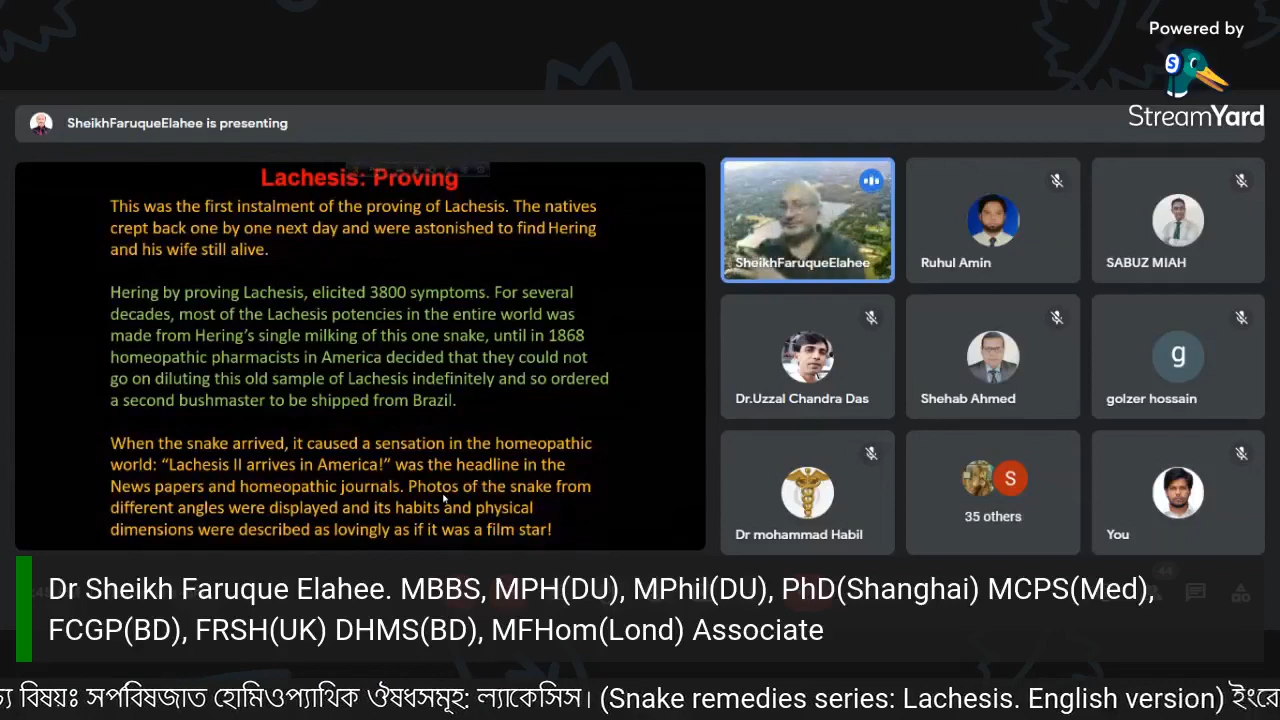 Powered by
S
StreamYard
SheikhFaruqueElahee is presenting
Lachesis: Proving
This was the first instalment of the proving of Lachesis. The natives
crept back one by one next day and were astonished to find Hering
and his wife still alive.
Hering by proving Lachesis, elicited 3800 symptoms. For several
decades, most of the Lachesis potencies in the entire world was
made from Hering's single milking of this one snake, until in 1868
homeopathic pharmacists in America decided that they could not
go on diluting this old sample of Lachesis indefinitely and so ordered
a second bushmaster to be shipped from Brazil.
When the snake arrived, it caused a sensation in the homeopathic
world: “Lachesis II arrives in America!” was the headline in the
News papers and homeopathic journals. Photos of the snake from
different angles were displayed and its habits and physical
dimensions were described as lovingly as if it was a film star!
SheikhFaruqueElahee
Ruhul Amin
SABUZ MIAH
Dr.Uzzal Chandra Das
Shehab Ahmed
g
golzer hossain
Dr mohammad Habil
S
35 others
You
44
Dr Sheikh Faruque Elahee. MBBS, MPH(DU), MPhil(DU), PhD(Shanghai) MCPS(Med),
FCGP(BD), FRSH(UK) DHMS(BD), MFHom(Lond) Associate
বিষয়ঃ সর্পবিষজাত হোমিওপ্যাথিক ঔষধসমূহ: ল্যাকেসিস। (Snake remedies series: Lachesis. English version)